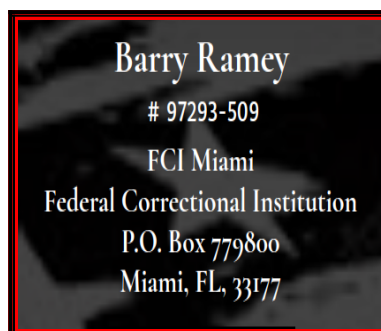 Barry Ramey
# 97293-509
FCI Miami
Federal Correctional Institution
P.O. Box 779800
Miami, FL, 33177